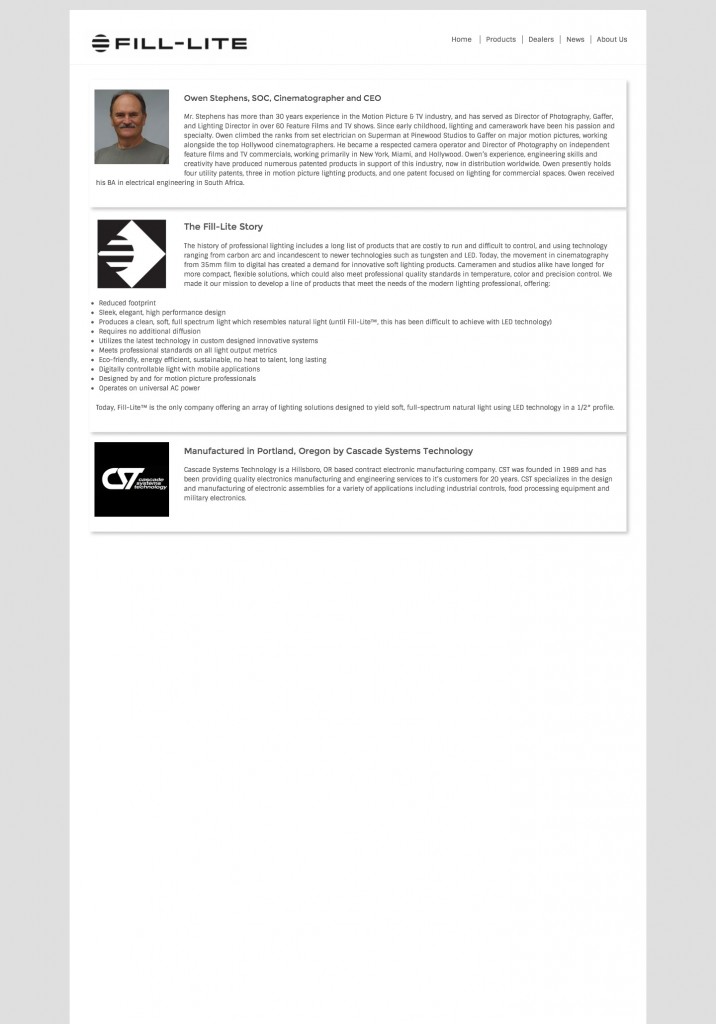 FILL-LITE
Home | Products | Dealers | News | About Us
Owen Stephens, SOC, Cinematographer and CEO
Mr. Stephens has more than 30 years experience in the Motion Picture & TV industry, and has served as Director of Photography, Gaffer,
and Lighting Director in over 60 Feature Films and TV shows. Since early childhood, lighting and camerawork have been his passion and
specialty. Owen climbed the ranks from set electrician on Superman at Pinewood Studios to Gaffer on major motion pictures, working
alongside the top Hollywood cinematographers. He became a respected camera operator and Director of Photography on independent
feature films and TV commercials, working primarily in New York, Miami, and Hollywood. Owen's experience, engineering skills and
creativity have produced numerous patented products in support of this industry, now in distribution worldwide. Owen presently holds
four utility patents, three in motion picture lighting products, and one patent focused on lighting for commercial spaces. Owen received
his BA in electrical engineering in South Africa.
The Fill-Lite Story
The history of professional lighting includes a long list of products that are costly to run and difficult to control, and using technology
ranging from carbon arc and incandescent to newer technologies such as tungsten and LED. Today, the movement in cinematography
from 35mm film to digital has created a demand for innovative soft lighting products. Cameramen and studios alike have longed for
more compact, flexible solutions, which could also meet professional quality standards in temperature, color and precision control. We
made it our mission to develop a line of products that meet the needs of the modern lighting professional, offering:
• Reduced footprint
• Sleek, elegant, high performance design
• Produces a clean, soft, full spectrum light which resembles natural light (until Fill-Lite™, this has been difficult to achieve with LED technology)
• Requires no additional diffusion
• Utilizes the latest technology in custom designed innovative systems
• Meets professional standards on all light output metrics
• Eco-friendly, energy efficient, sustainable, no heat to talent, long lasting
• Digitally controllable light with mobile applications
• Designed by and for motion picture professionals
• Operates on universal AC power
Today, Fill-Lite™ is the only company offering an array of lighting solutions designed to yield soft, full-spectrum natural light using LED technology in a 1/2" profile.
Manufactured in Portland, Oregon by Cascade Systems Technology
CST cascade
systems
technology
Cascade Systems Technology is a Hillsboro, OR based contract electronic manufacturing company. CST was founded in 1989 and has
been providing quality electronics manufacturing and engineering services to it's customers for 20 years. CST specializes in the design
and manufacturing of electronic assemblies for a variety of applications including industrial controls, food processing equipment and
military electronics.